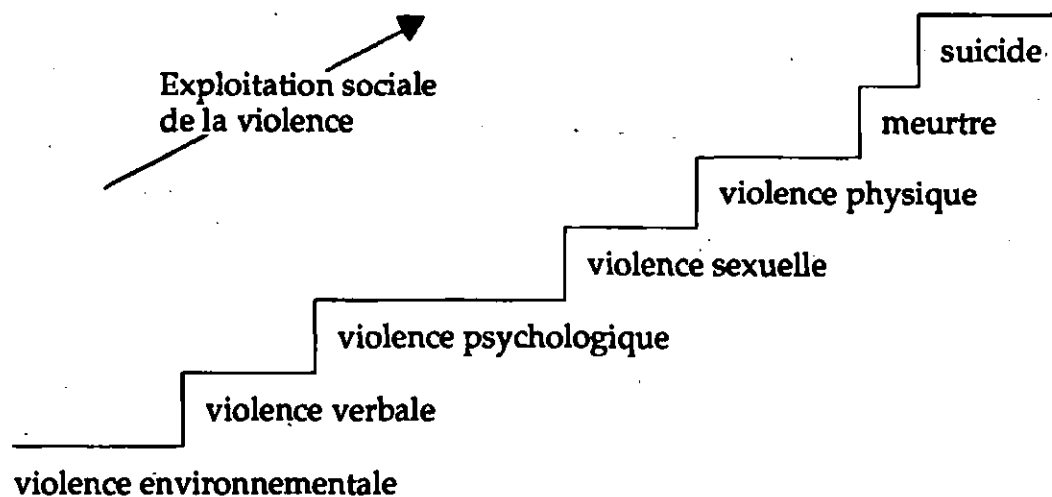 suicide
Exploitation sociale
de la violence
meurtre
violence physique
violence sexuelle
violence psychologique
violence verbale
violence environnementale